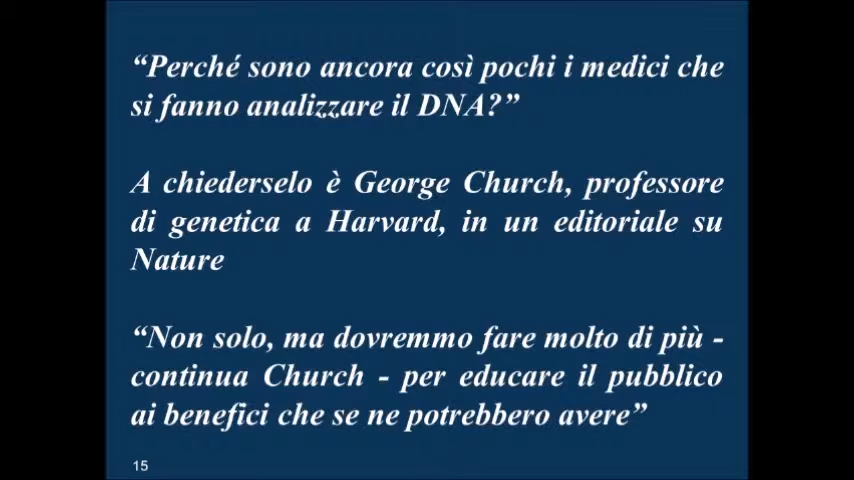 “Perché sono ancora così pochi i medici che
si fanno analizzare il DNA?”
A chiederselo è George Church, professore
di genetica a Harvard, in un editoriale su
Nature
“Non solo, ma dovremmo fare molto di più -
continua Church - per educare il pubblico
ai benefici che se ne potrebbero avere”
15